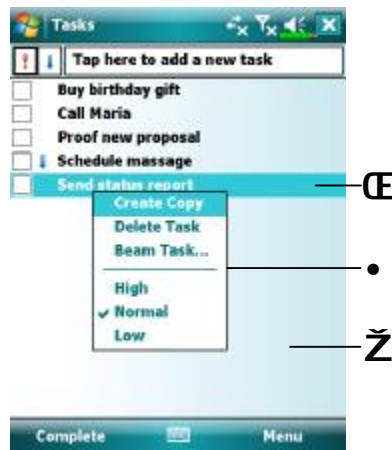 Tasks
! ↓ Tap here to add a new task
Buy birthday gift
Call Maria
Proof new proposal
↓ Schedule massage
Send status report
Œ
Create Copy
Delete Task
Beam Task...
•
High
✓ Normal
Low
Ž
Complete Menu